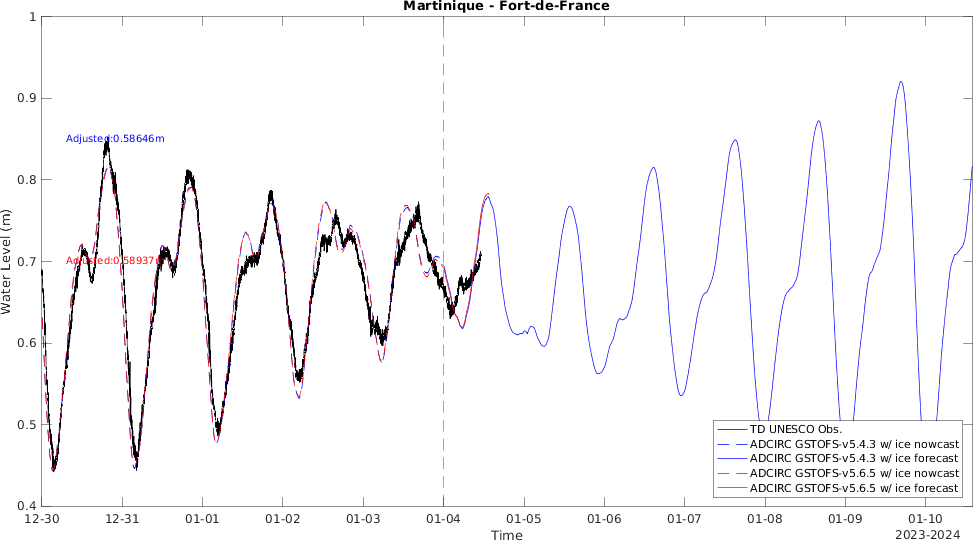 Martinique - Fort-de-France
1
0.9
0.8
0.7
0.6
0.5
0.4
Water Level (m)
Adjusted:0.58646m
Adjusted:0.58937m
TD UNESCO Obs.
ADCIRC GSTOFS-v5.4.3 w/ ice nowcast
ADCIRC GSTOFS-v5.4.3 w/ ice forecast
ADCIRC GSTOFS-v5.6.5 w/ ice nowcast
ADCIRC GSTOFS-v5.6.5 w/ ice forecast
12-30 12-31 01-01 01-02 01-03 01-04 01-05 01-06 01-07 01-08 01-09 01-10
Time
2023-2024